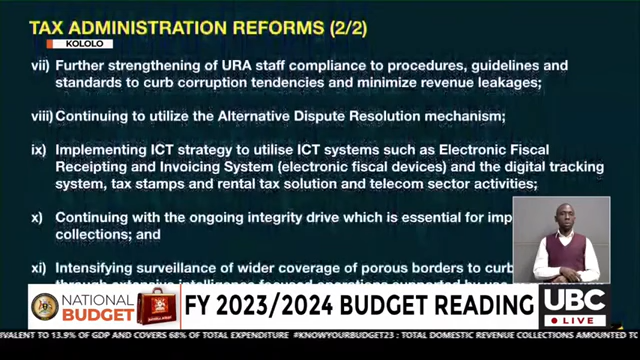 TAX ADMINISTRATION REFORMS (2/2)
KOLOLO
vii) Further strengthening of URA staff compliance to procedures, guidelines and
standards to curb corruption tendencies and minimize revenue leakages;
viii) Continuing to utilize the Alternative Dispute Resolution mechanism;
ix) Implementing ICT strategy to utilise ICT systems such as Electronic Fiscal
Receipting and Invoicing System (electronic fiscal devices) and the digital tracking
system, tax stamps and rental tax solution and telecom sector activities;
x) Continuing with the ongoing integrity drive which is essential for imp
collections; and
xi) Intensifying surveillance of wider coverage of porous borders to curb
NATIONAL
BUDGET
FY 2023/2024 BUDGET READING
UBC
LIVE
IVALENT TO 13.9% OF GDP AND COVERS 68% OF TOTAL EXPENDITURE #KNOWYOURBUDGET23 : TOTAL DOMESTIC REVENUE COLLECTIONS AMOUNTED TO